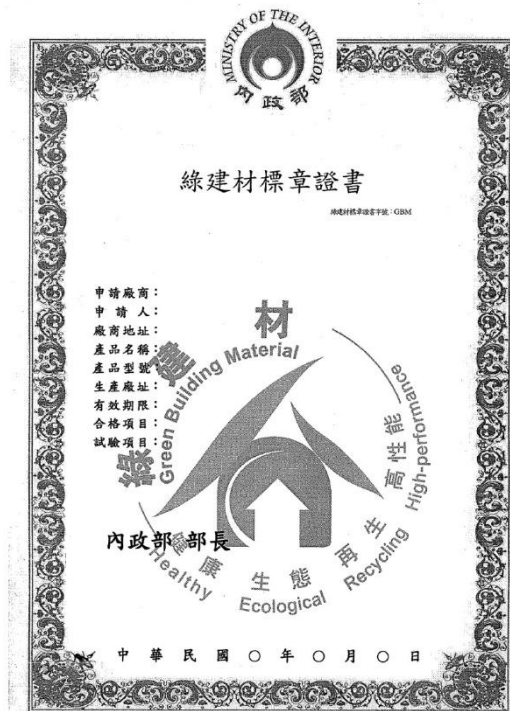 MINISTRY OF THE INTERIOR
內政部
綠建材標章證書
綠建材標章證書字號：GBM
申請廠商：
申請人：
廠商地址：
產品名稱：
產品型號：
生產廠址：
有效期限：
合格項目：
試驗項目：
綠建材
Green Building Material
高性能
High-performance
內政部 部長
健康 生態 再生
Healthy Ecological Recycling
中華民國○年○月○日